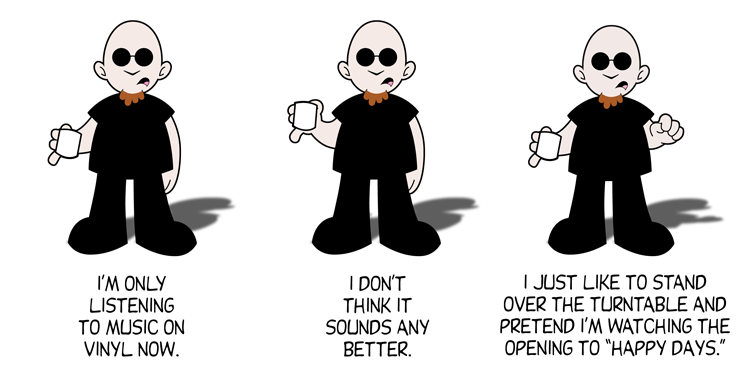 I'M ONLY
LISTENING
TO MUSIC ON
VINYL NOW.
I DON'T
THINK IT
SOUNDS ANY
BETTER.
I JUST LIKE TO STAND
OVER THE TURNTABLE AND
PRETEND I'M WATCHING THE
OPENING TO "HAPPY DAYS."